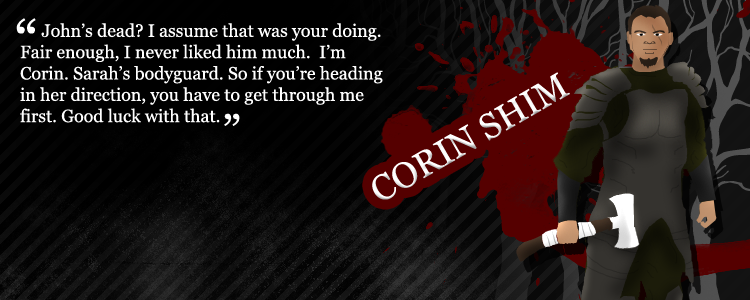 “ John’s dead? I assume that was your doing.
Fair enough, I never liked him much.  I’m
Corin. Sarah’s bodyguard. So if you’re heading
in her direction, you have to get through me
first. Good luck with that. ”
CORIN SHIM